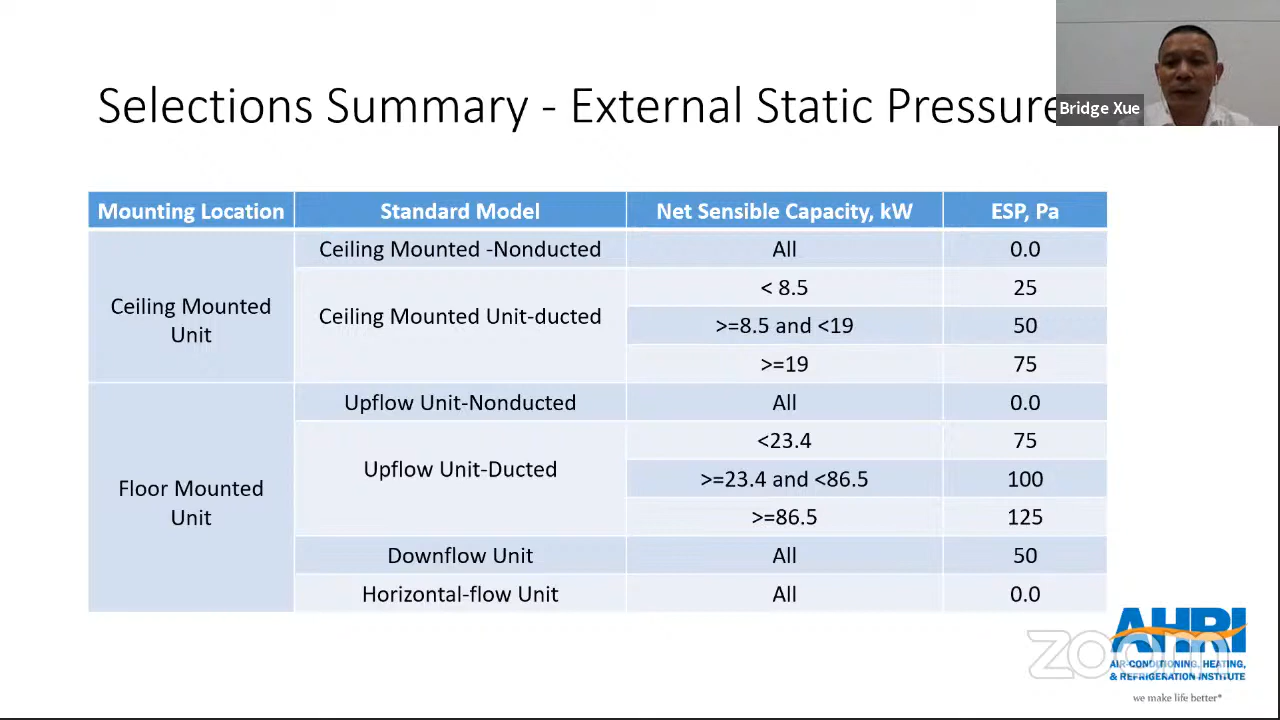 Selections Summary - External Static Pressure
Bridge Xue
Mounting Location Standard Model Net Sensible Capacity, kW ESP, Pa
Ceiling Mounted Unit Ceiling Mounted -Nonducted All 0.0
Ceiling Mounted Unit-ducted < 8.5 25
>=8.5 and <19 50
>=19 75
Floor Mounted Unit Upflow Unit-Nonducted All 0.0
Upflow Unit-Ducted <23.4 75
>=23.4 and <86.5 100
>=86.5 125
Downflow Unit All 50
Horizontal-flow Unit All 0.0
AHRI
zoom
AIR-CONDITIONING, HEATING,
& REFRIGERATION INSTITUTE
we make life better*